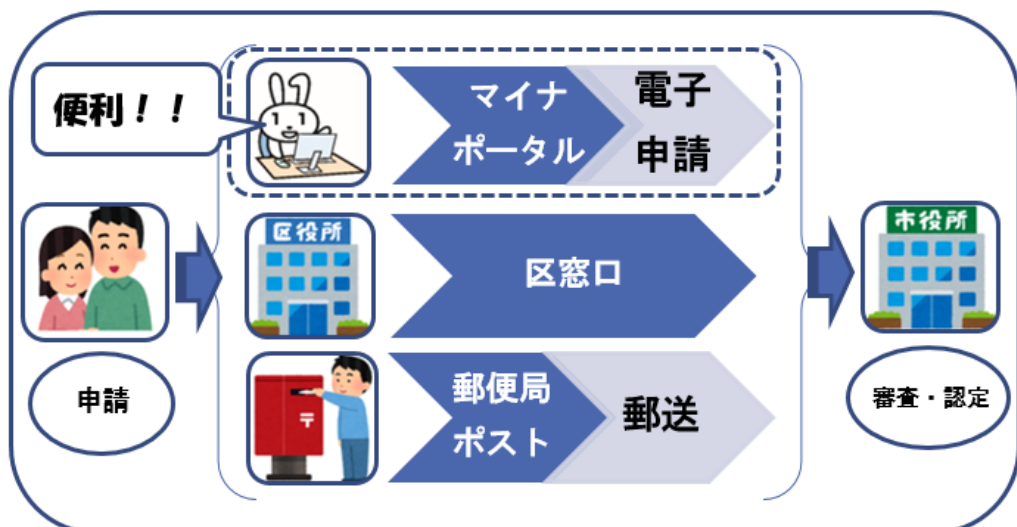 便利！！
マイナ
ポータル
電子
申請
区役所
区窓口
市役所
申請
郵便局
ポスト
郵送
〒
審査・認定